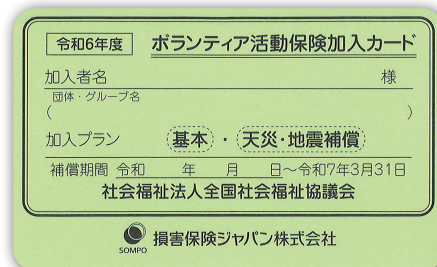 令和6年度 ボランティア活動保険加入カード
加入者名 様
団体・グループ名
( )
加入プラン 基本・天災・地震補償
補償期間 令和 年 月 日～令和7年3月31日
社会福祉法人全国社会福祉協議会
SOMPO 損害保険ジャパン株式会社